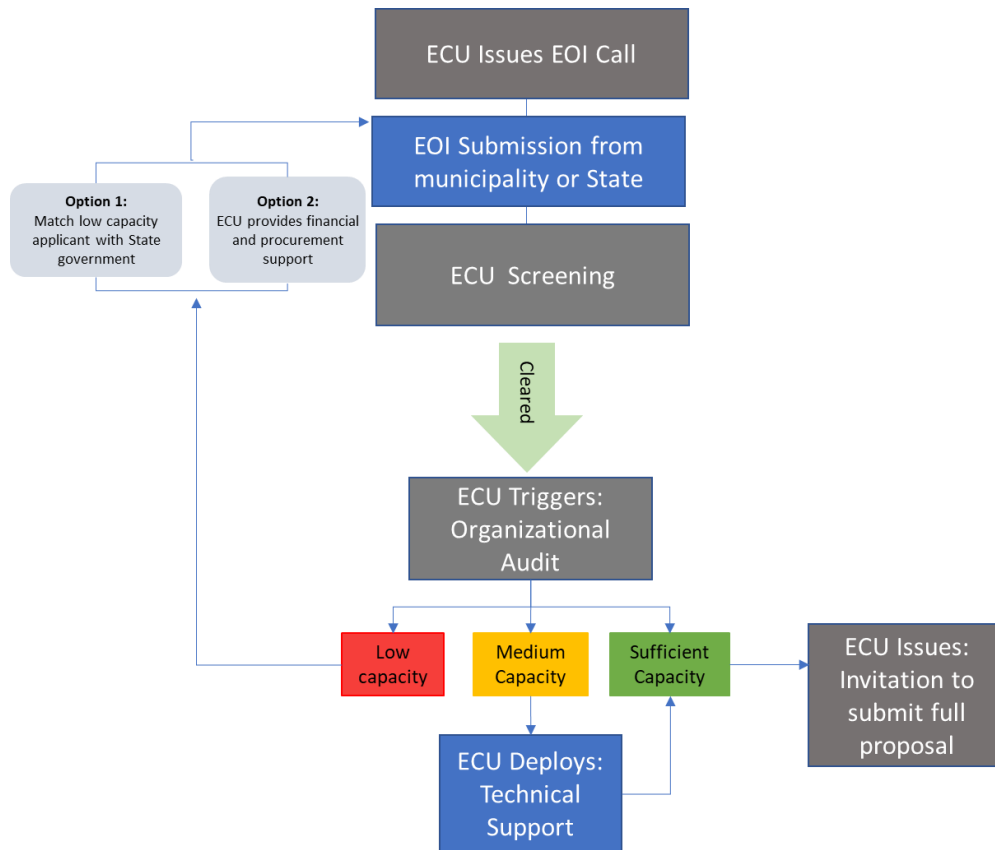 ECU Issues EOI Call
EOI Submission from
municipality or State
Option 1:
Match low capacity
applicant with State
government
Option 2:
ECU provides financial
and procurement
support
ECU Screening
Cleared
ECU Triggers:
Organizational
Audit
Low
capacity
Medium
Capacity
Sufficient
Capacity
ECU Issues:
Invitation to
submit full
proposal
ECU Deploys:
Technical
Support